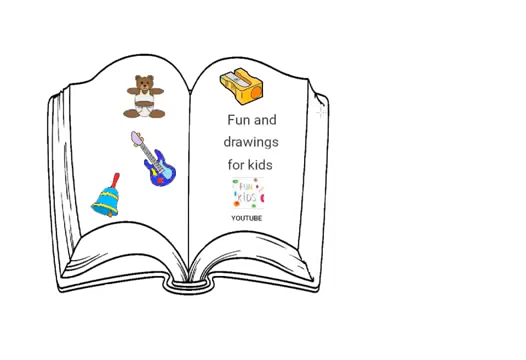 Fun and
drawings
for kids
FUN
KIDS
YOUTUBE